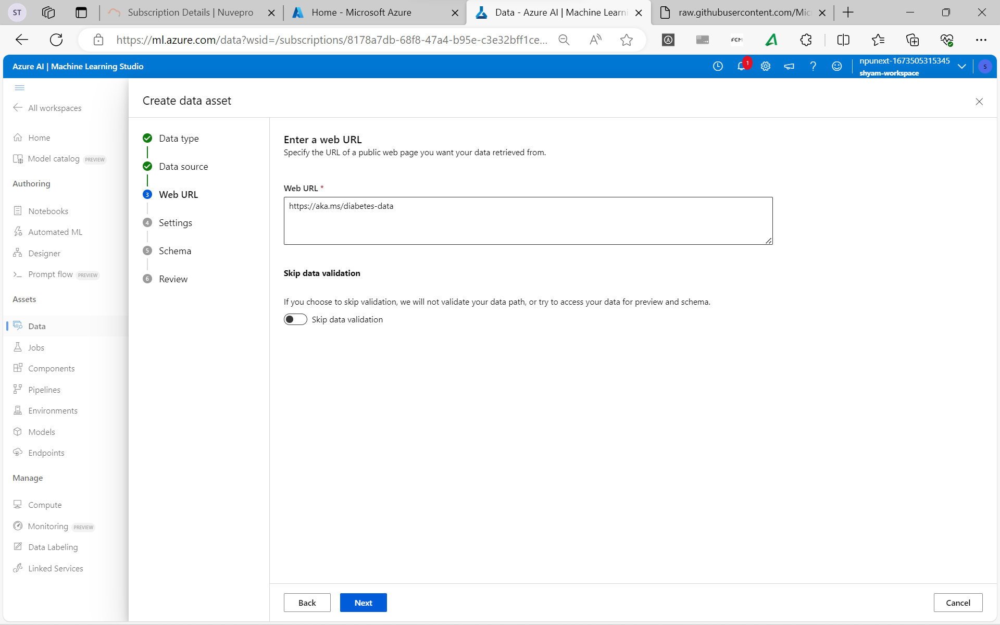 ST
Subscription Details | Nuvepro
Home - Microsoft Azure
Data - Azure AI | Machine Learni
raw.githubusercontent.com/Mic
https://ml.azure.com/data?wsid=/subscriptions/8178a7db-68f8-47a4-b95e-c3e32bff1ce...
FCM
Azure AI | Machine Learning Studio
1
npunext-1673505315345
shyam-workspace
S
All workspaces
Home
Model catalog PREVIEW
Authoring
Notebooks
Automated ML
Designer
Prompt flow PREVIEW
Assets
Data
Jobs
Components
Pipelines
Environments
Models
Endpoints
Manage
Compute
Monitoring PREVIEW
Data Labeling
Linked Services
Create data asset
Data type
Data source
3 Web URL
4 Settings
5 Schema
6 Review
Enter a web URL
Specify the URL of a public web page you want your data retrieved from.
Web URL *
https://aka.ms/diabetes-data
Skip data validation
If you choose to skip validation, we will not validate your data path, or try to access your data for preview and schema.
Skip data validation
Back
Next
Cancel